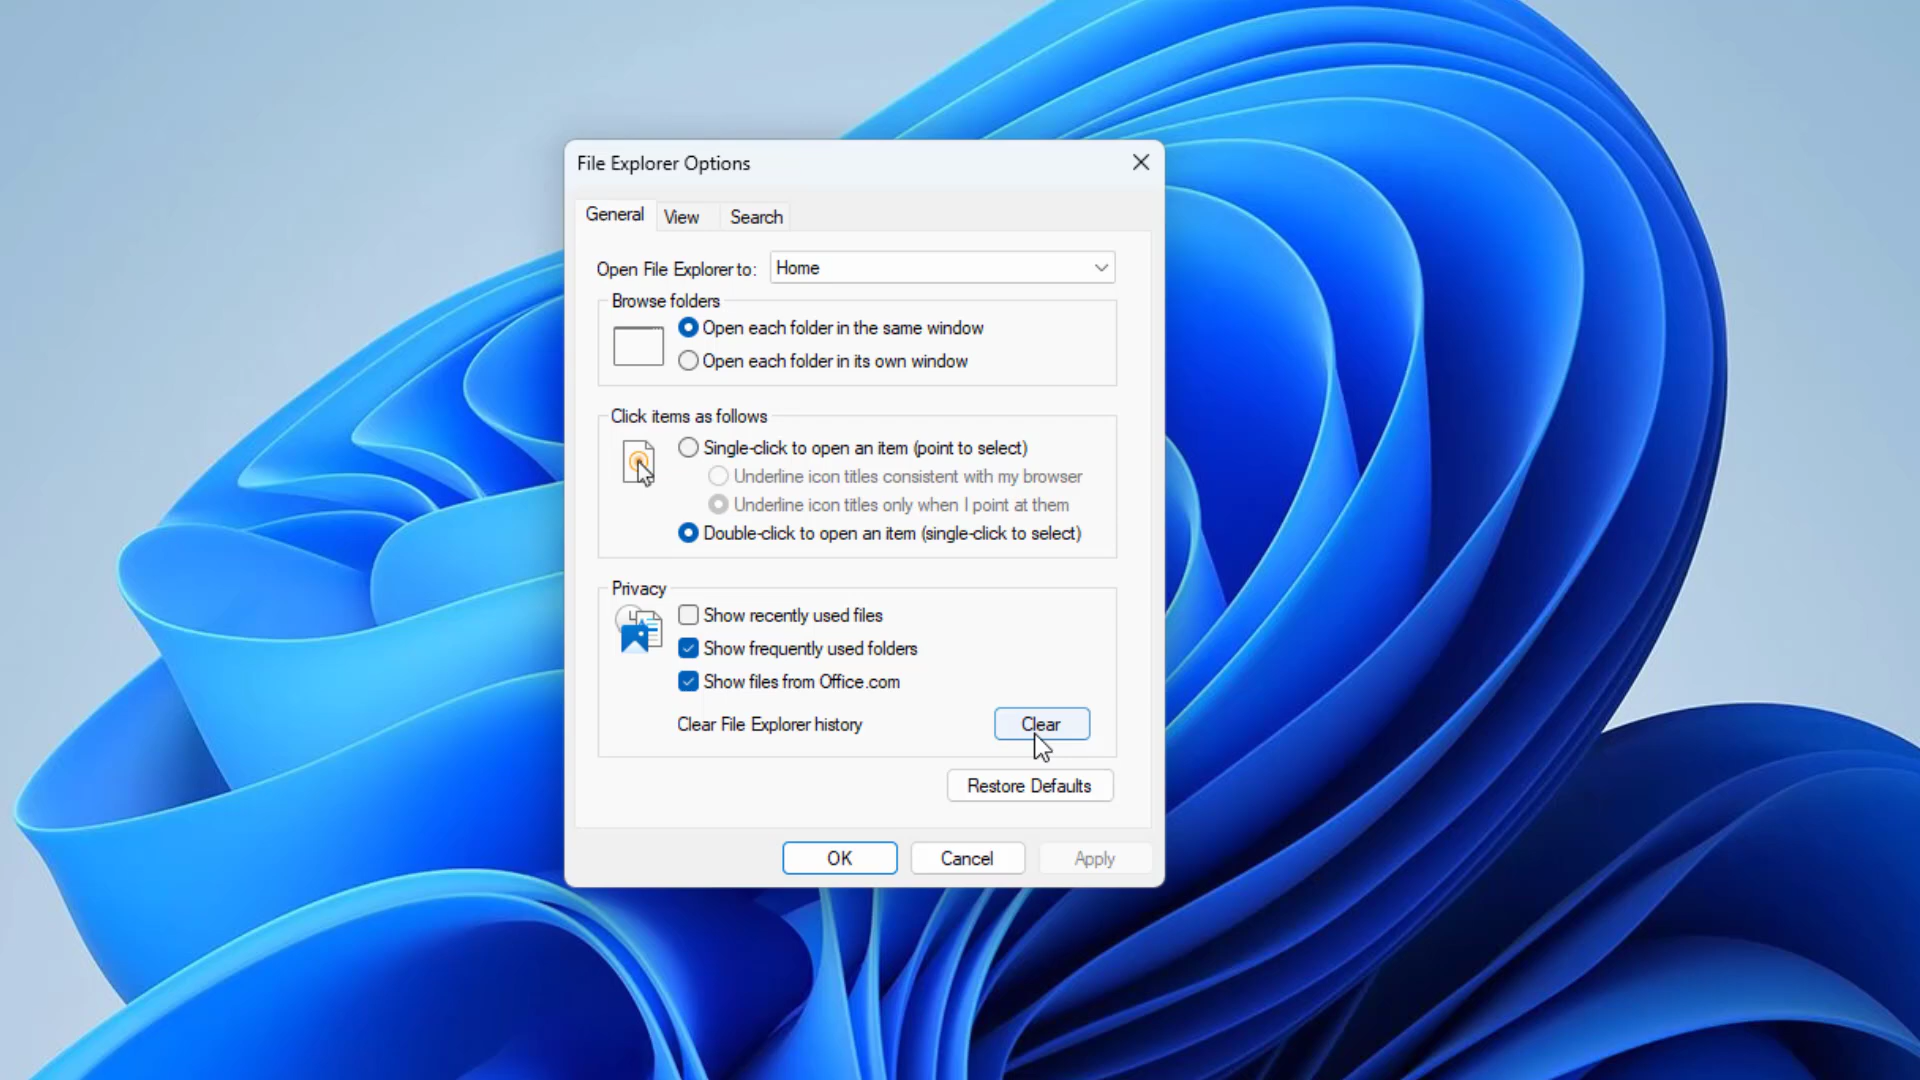 File Explorer Options
General View Search
Open File Explorer to: Home
Browse folders
Open each folder in the same window
Open each folder in its own window
Click items as follows
Single-click to open an item (point to select)
Underline icon titles consistent with my browser
Underline icon titles only when I point at them
Double-click to open an item (single-click to select)
Privacy
Show recently used files
Show frequently used folders
Show files from Office.com
Clear File Explorer history Clear
Restore Defaults
OK Cancel Apply